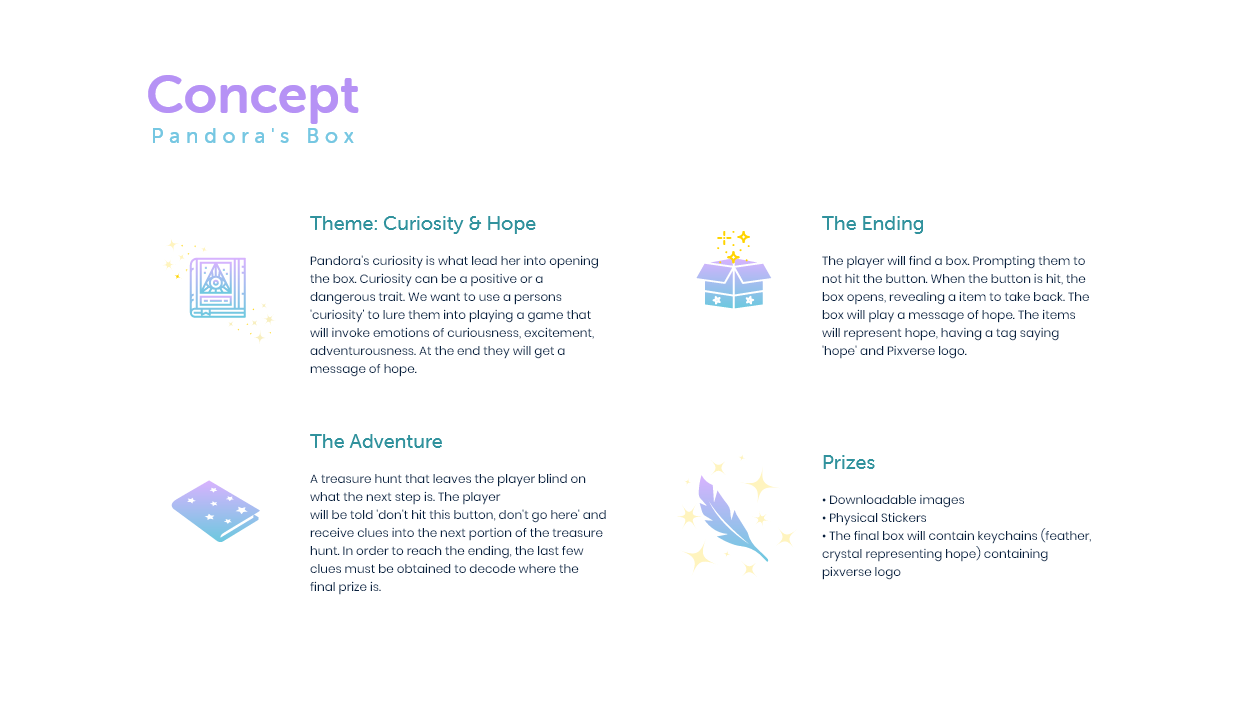 Concept
Pandora's Box
Theme: Curiosity & Hope
Pandora's curiosity is what lead her into opening
the box. Curiosity can be a positive or a
dangerous trait. We want to use a persons
'curiosity' to lure them into playing a game that
will invoke emotions of curiousness, excitement,
adventurousness. At the end they will get a
message of hope.
The Ending
The player will find a box. Prompting them to
not hit the button. When the button is hit, the
box opens, revealing a item to take back. The
box will play a message of hope. The items
will represent hope, having a tag saying
'hope' and Pixverse logo.
The Adventure
A treasure hunt that leaves the player blind on
what the next step is. The player
will be told 'don't hit this button, don't go here' and
receive clues into the next portion of the treasure
hunt. In order to reach the ending, the last few
clues must be obtained to decode where the
final prize is.
Prizes
• Downloadable images
• Physical Stickers
• The final box will contain keychains (feather,
crystal representing hope) containing
pixverse logo